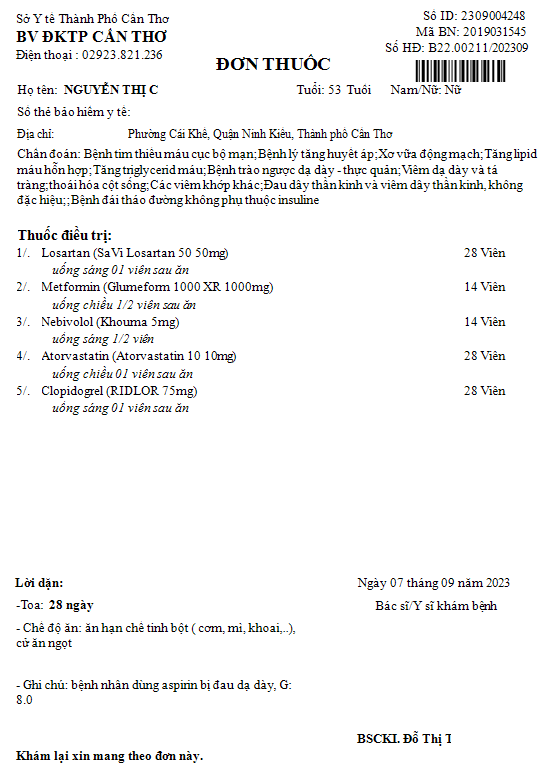 Sở Y tế Thành Phố Cần Thơ
BV ĐKTP CẦN THƠ
Điện thoại : 02923.821.236
Số ID: 2309004248
Mã BN: 2019031545
Số HĐ: B22.00211/202309
ĐƠN THUỐC
Họ tên: NGUYỄN THỊ C
Tuổi: 53 Tuổi Nam/Nữ: Nữ
Số thẻ bảo hiểm y tế:
Địa chỉ: Phường Cái Khế, Quận Ninh Kiều, Thành phố Cần Thơ
Chẩn đoán: Bệnh tim thiếu máu cục bộ mạn;Bệnh lý tăng huyết áp;Xơ vữa động mạch;Tăng lipid
máu hỗn hợp;Tăng triglycerid máu;Bệnh trào ngược dạ dày - thực quản;Viêm dạ dày và tá
tràng;thoái hóa cột sống;Các viêm khớp khác;Đau dây thần kinh và viêm dây thần kinh, không
đặc hiệu;;Bệnh đái tháo đường không phụ thuộc insuline
Thuốc điều trị:
1/. Losartan (SaVi Losartan 50 50mg) 28 Viên
uống sáng 01 viên sau ăn
2/. Metformin (Glumeform 1000 XR 1000mg) 14 Viên
uống chiều 1/2 viên sau ăn
3/. Nebivolol (Khouma 5mg) 14 Viên
uống sáng 1/2 viên
4/. Atorvastatin (Atorvastatin 10 10mg) 28 Viên
uống chiều 01 viên sau ăn
5/. Clopidogrel (RIDLOR 75mg) 28 Viên
uống sáng 01 viên sau ăn
Lời dặn:
Ngày 07 tháng 09 năm 2023
-Toa: 28 ngày
Bác sĩ/Y sĩ khám bệnh
- Chế độ ăn: ăn hạn chế tinh bột ( cơm, mì, khoai,..),
cử ăn ngọt
- Ghi chú: bệnh nhân dùng aspirin bị đau dạ dày, G:
8.0
BSCKI. Đỗ Thị T
Khám lại xin mang theo đơn này.